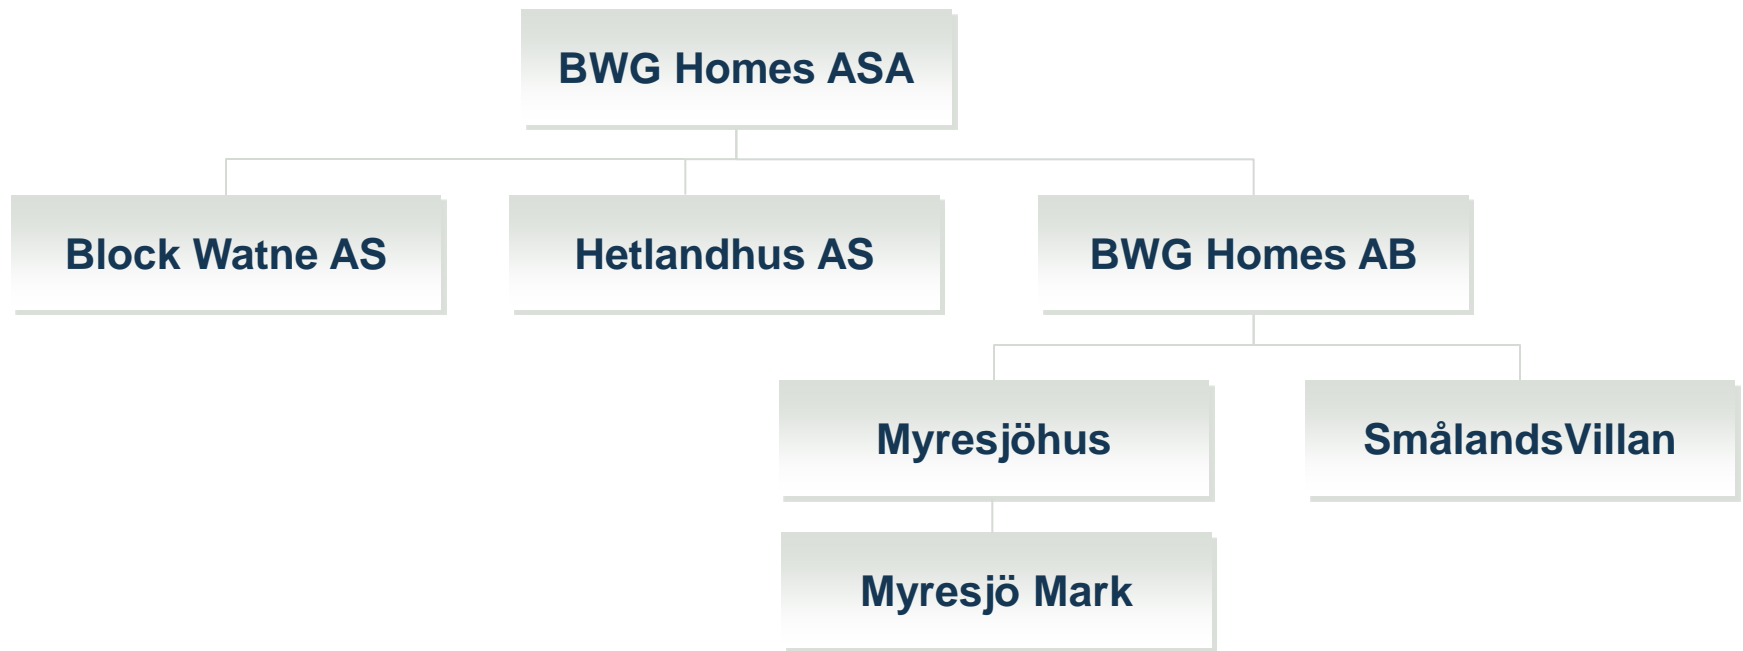 BWG Homes ASA
Block Watne AS
Hetlandhus AS
BWG Homes AB
Myresjöhus
SmålandsVillan
Myresjö Mark